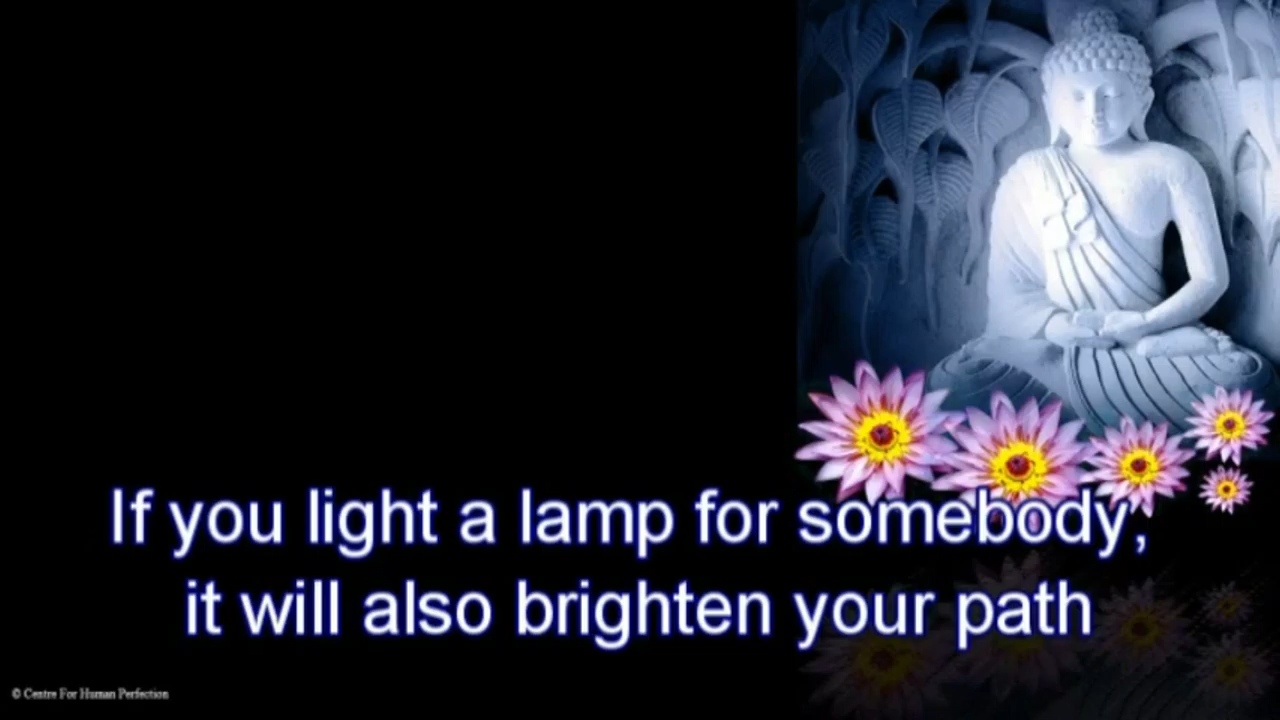 If you light a lamp for somebody,
it will also brighten your path
© Centre For Human Perfection